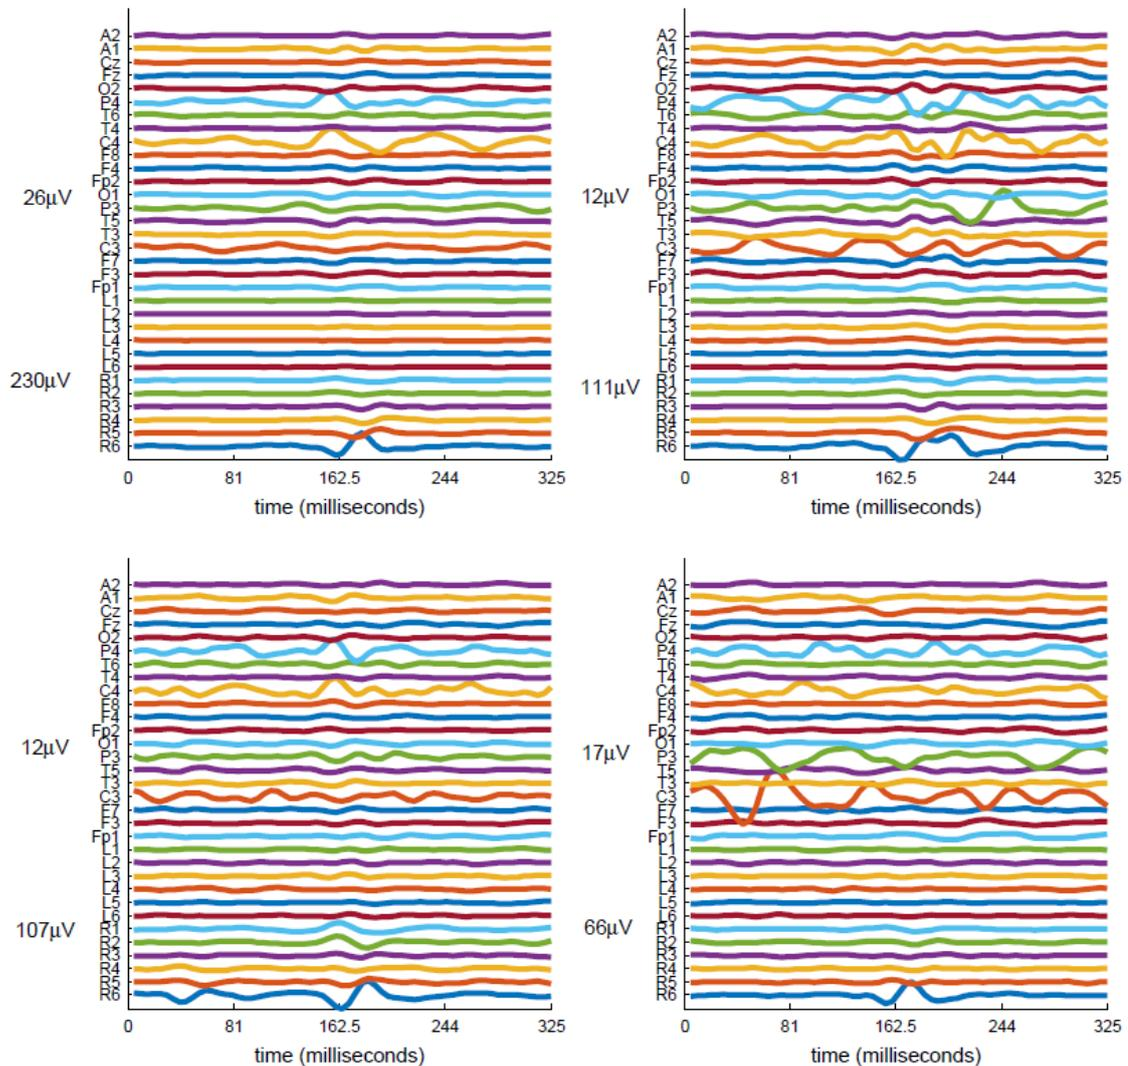 A2
A1
Cz
Fz
O2
P4
T6
T4
C4
F8
F4
Fp2
O1
P3
T5
T3
C3
F7
F3
Fp1
L1
L2
L3
L4
L5
L6
R1
R2
R3
R4
R5
R6
26µV
230µV
0 81 162.5 244 325
time (milliseconds)
A2
A1
Cz
Fz
O2
P4
T6
T4
C4
F8
F4
Fp2
O1
P3
T5
T3
C3
F7
F3
Fp1
L1
L2
L3
L4
L5
L6
R1
R2
R3
R4
R5
R6
12µV
111µV
0 81 162.5 244 325
time (milliseconds)
A2
A1
Cz
Fz
O2
P4
T6
T4
C4
F8
F4
Fp2
O1
P3
T5
T3
C3
F7
F3
Fp1
L1
L2
L3
L4
L5
L6
R1
R2
R3
R4
R5
R6
12µV
107µV
0 81 162.5 244 325
time (milliseconds)
A2
A1
Cz
Fz
O2
P4
T6
T4
C4
F8
F4
Fp2
O1
P3
T5
T3
C3
F7
F3
Fp1
L1
L2
L3
L4
L5
L6
R1
R2
R3
R4
R5
R6
17µV
66µV
0 81 162.5 244 325
time (milliseconds)